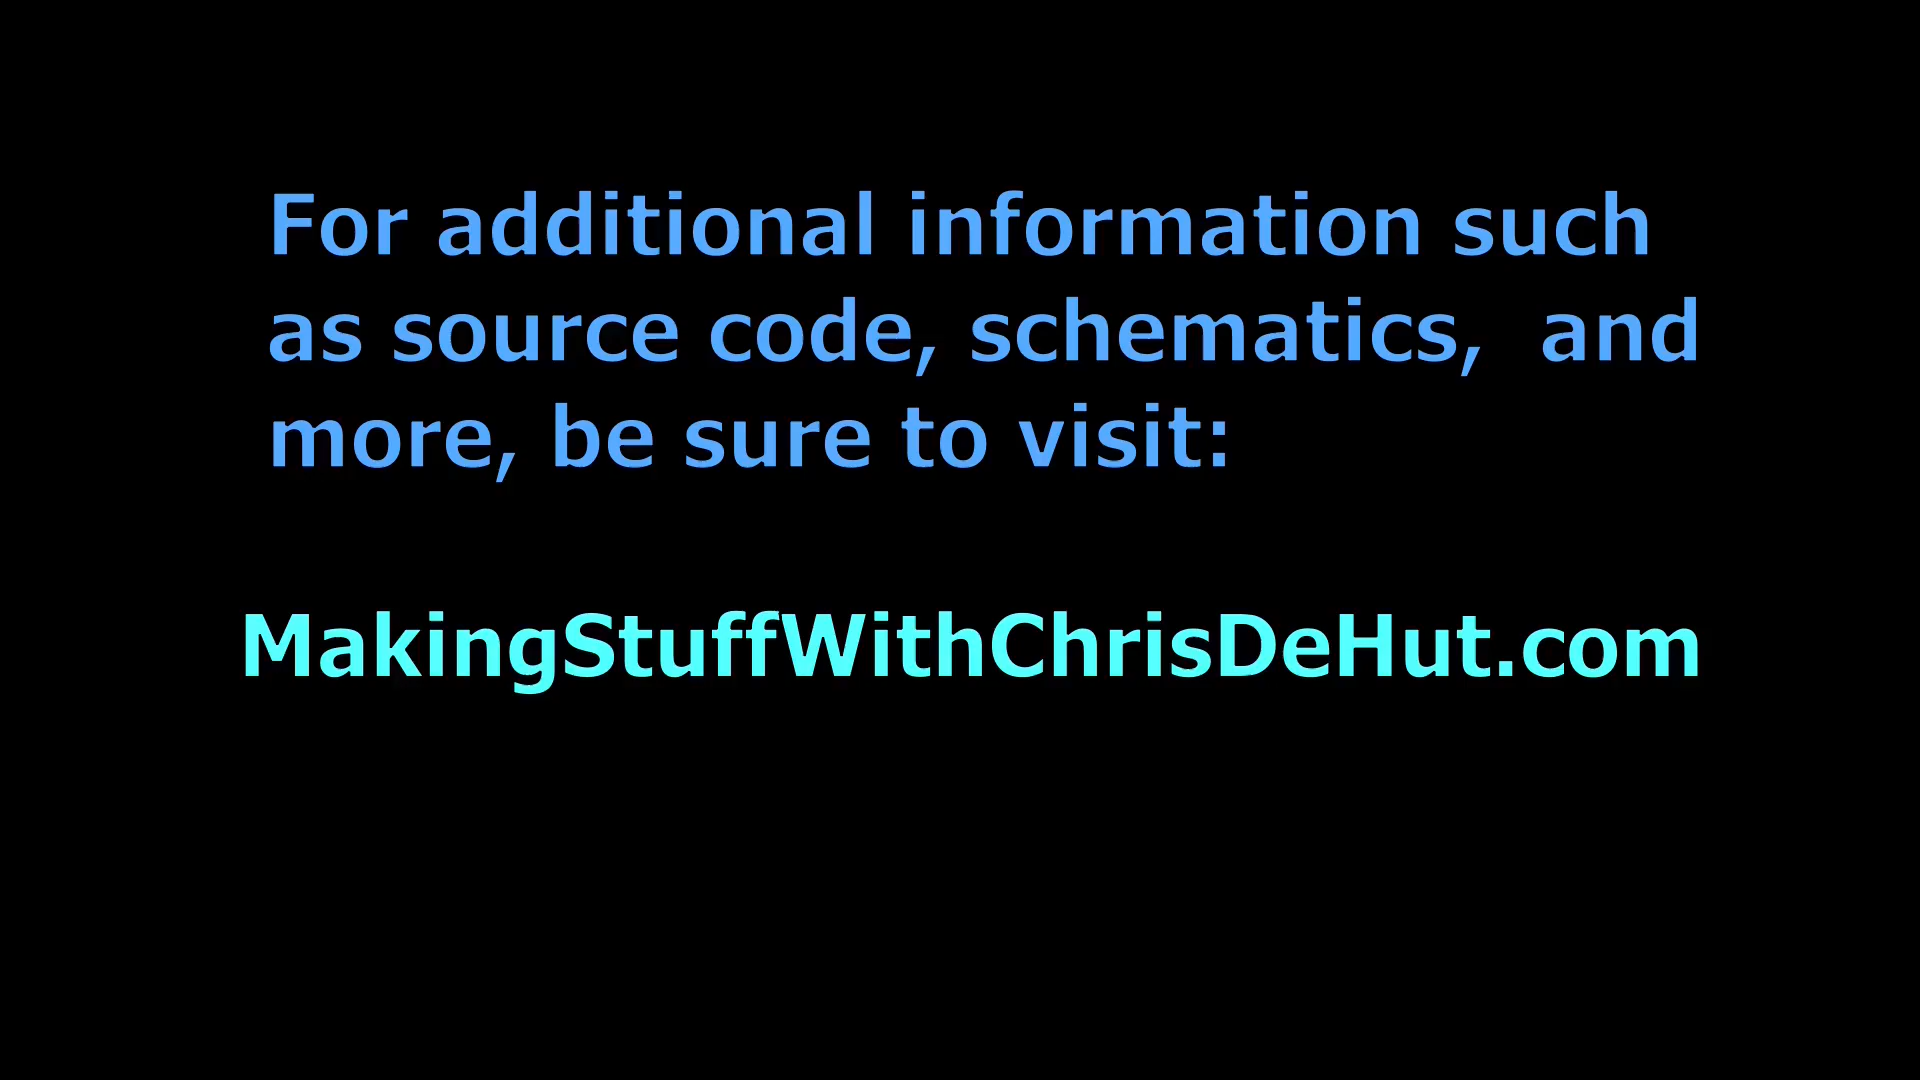 For additional information such
as source code, schematics,  and
more, be sure to visit:
MakingStuffWithChrisDeHut.com